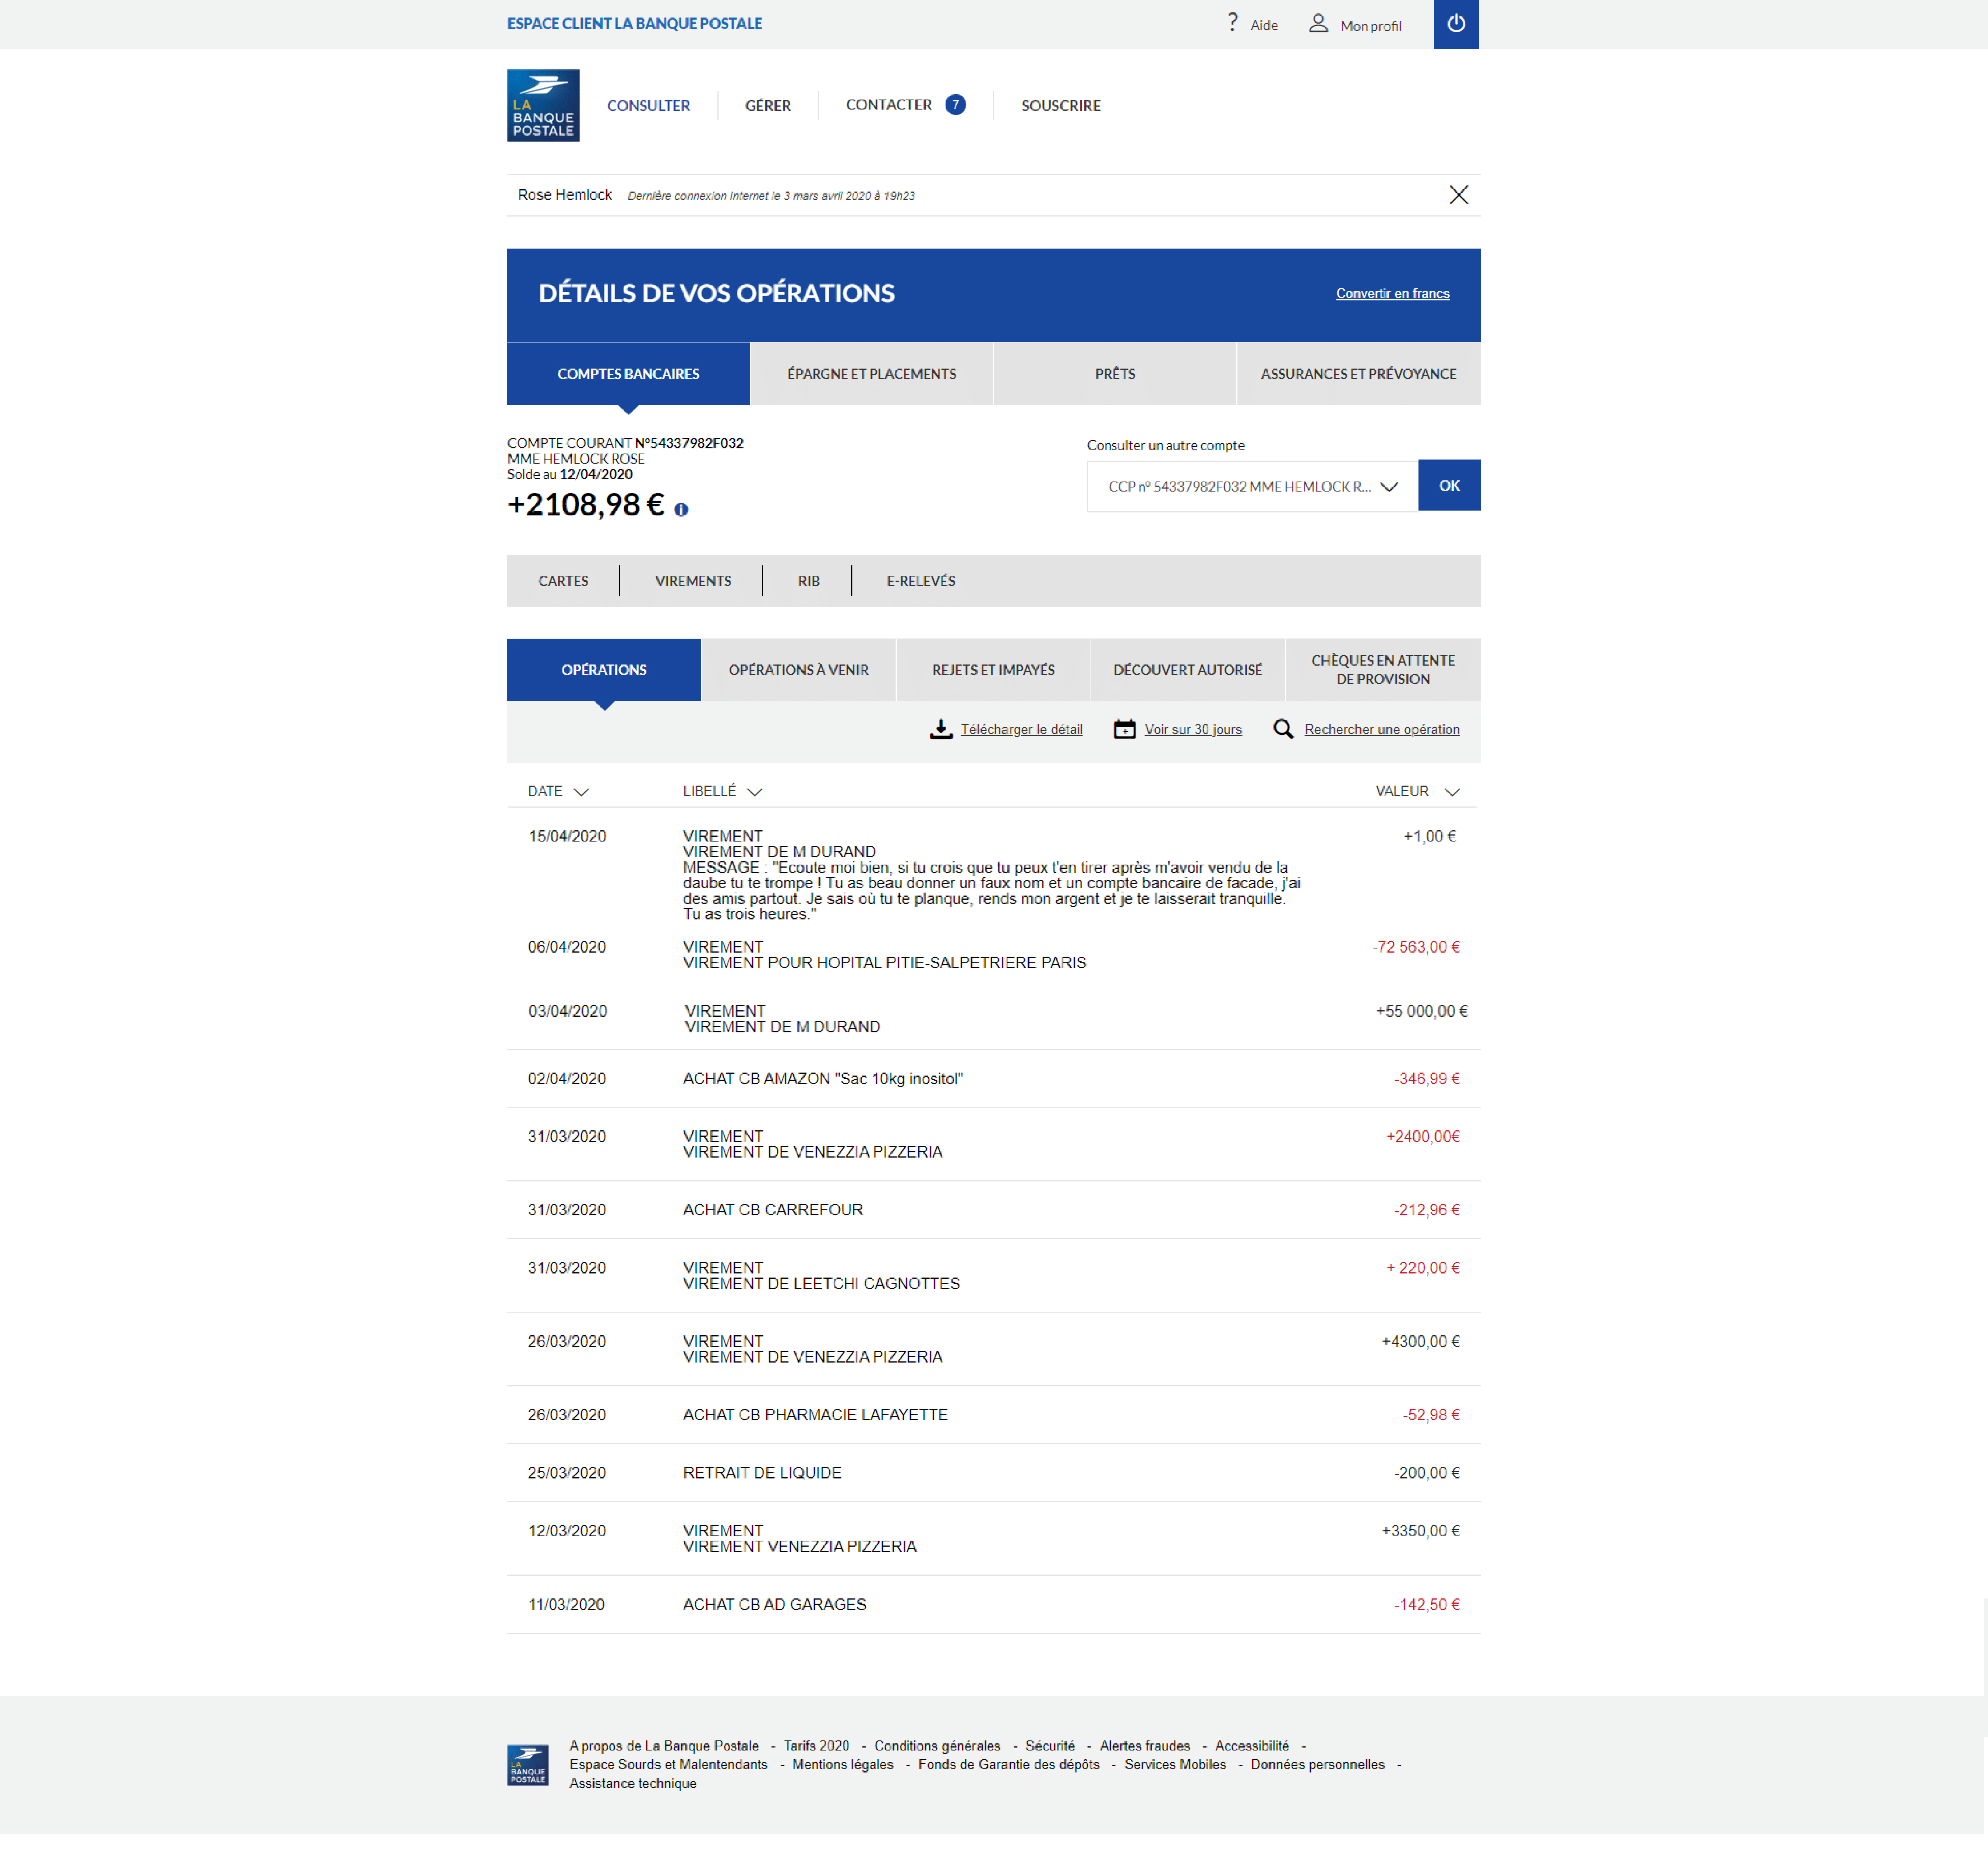 ESPACE CLIENT LA BANQUE POSTALE
? Aide Mon profil
LA
BANQUE
POSTALE
CONSULTER GÉRER CONTACTER 7 SOUSCRIRE
Rose Hemlock Dernière connexion Internet le 3 mars avril 2020 à 19h23
DÉTAILS DE VOS OPÉRATIONS
Convertir en francs
COMPTES BANCAIRES ÉPARGNE ET PLACEMENTS PRÊTS ASSURANCES ET PRÉVOYANCE
COMPTE COURANT N°54337982F032
MME HEMLOCK ROSE
Solde au 12/04/2020
+2108,98 €
Consulter un autre compte
CCP n° 54337982F032 MME HEMLOCK R... OK
CARTES VIREMENTS RIB E-RELEVÉS
OPÉRATIONS OPÉRATIONS À VENIR REJETS ET IMPAYÉS DÉCOUVERT AUTORISÉ CHÈQUES EN ATTENTE
DE PROVISION
Télécharger le détail Voir sur 30 jours Rechercher une opération
DATE LIBELLÉ VALEUR
15/04/2020 VIREMENT +1,00 €
VIREMENT DE M DURAND
MESSAGE : "Ecoute moi bien, si tu crois que tu peux t'en tirer après m'avoir vendu de la
daube tu te trompe ! Tu as beau donner un faux nom et un compte bancaire de facade, j'ai
des amis partout. Je sais où tu te planque, rends mon argent et je te laisserait tranquille.
Tu as trois heures."
06/04/2020 VIREMENT -72 563,00 €
VIREMENT POUR HOPITAL PITIE-SALPETRIERE PARIS
03/04/2020 VIREMENT +55 000,00 €
VIREMENT DE M DURAND
02/04/2020 ACHAT CB AMAZON "Sac 10kg inositol" -346,99 €
31/03/2020 VIREMENT +2400,00€
VIREMENT DE VENEZZIA PIZZERIA
31/03/2020 ACHAT CB CARREFOUR -212,96 €
31/03/2020 VIREMENT + 220,00 €
VIREMENT DE LEETCHI CAGNOTTES
26/03/2020 VIREMENT +4300,00 €
VIREMENT DE VENEZZIA PIZZERIA
26/03/2020 ACHAT CB PHARMACIE LAFAYETTE -52,98 €
25/03/2020 RETRAIT DE LIQUIDE -200,00 €
12/03/2020 VIREMENT +3350,00 €
VIREMENT VENEZZIA PIZZERIA
11/03/2020 ACHAT CB AD GARAGES -142,50 €
LA
BANQUE
POSTALE
A propos de La Banque Postale - Tarifs 2020 - Conditions générales - Sécurité - Alertes fraudes - Accessibilité -
Espace Sourds et Malentendants - Mentions légales - Fonds de Garantie des dépôts - Services Mobiles - Données personnelles -
Assistance technique